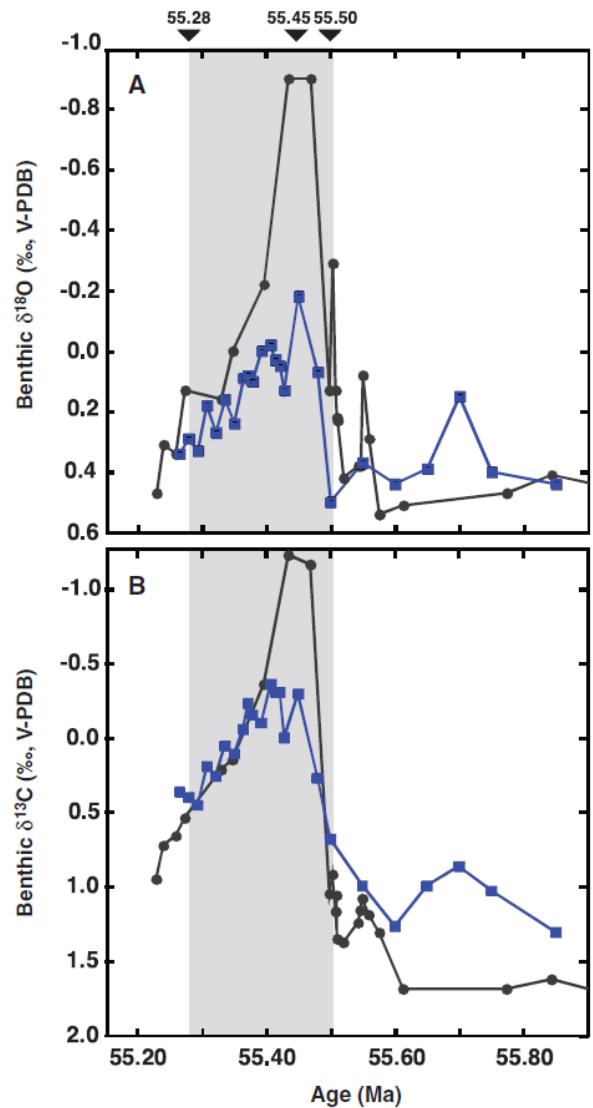 55.28 55.45 55.50
-1.0
A
-0.8
-0.6
-0.4
-0.2
0.0
0.2
0.4
0.6
Benthic δ18O (‰, V-PDB)
B
-1.0
-0.5
0.0
0.5
1.0
1.5
2.0
Benthic δ13C (‰, V-PDB)
55.20 55.40 55.60 55.80
Age (Ma)